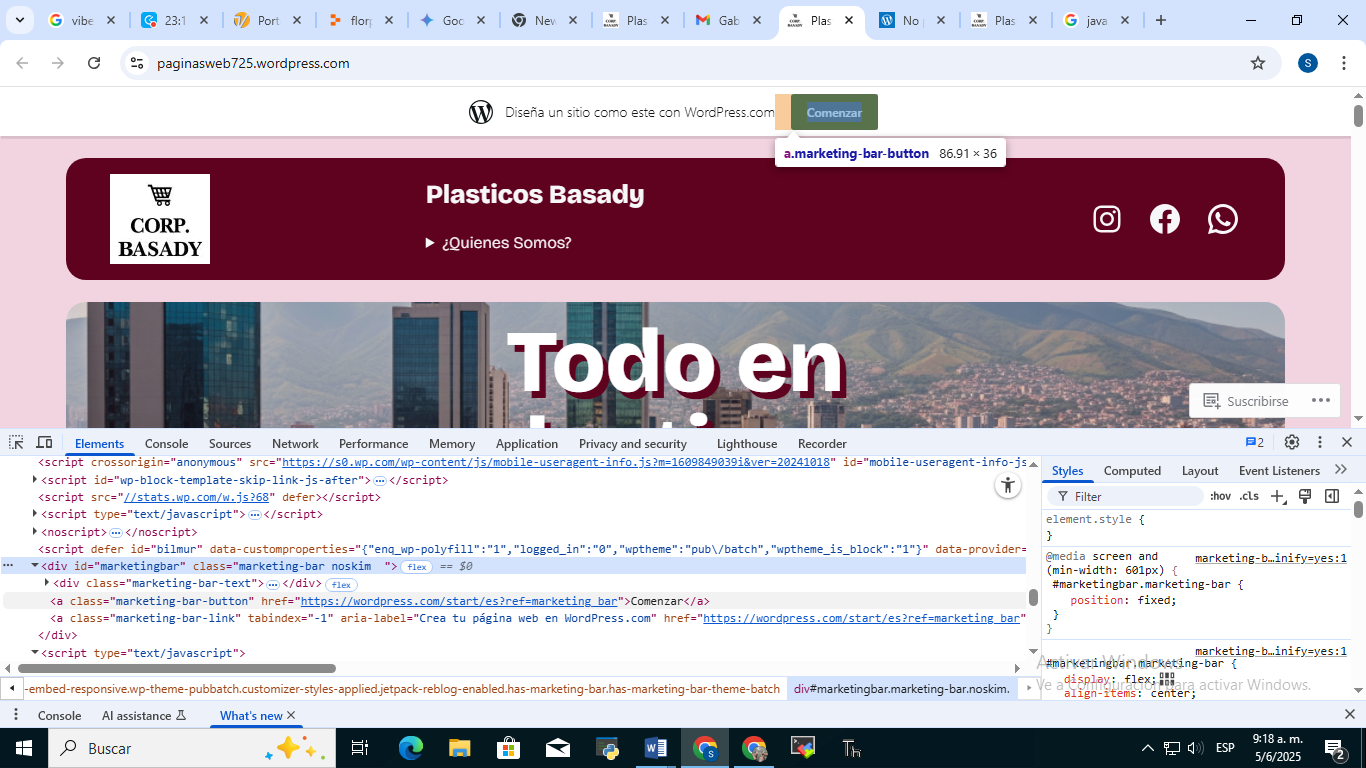 vibe
23:1
Port
flor
Goc
New
Plas
Gab
Plas
No p
Plas
java
paginasweb725.wordpress.com
S
Diseña un sitio como este con WordPress.com
Comenzar
a.marketing-bar-button 86.91 × 36
CORP.
BASADY
Plasticos Basady
¿Quienes Somos?
Todo en
Suscribirse
Elements Console Sources Network Performance Memory Application Privacy and security Lighthouse Recorder 2
<script crossorigin="anonymous" src="https://s0.wp.com/wp-content/js/mobile-useragent-info.js?m=1609849039i&ver=20241018" id="mobile-useragent-info-js
<script id="wp-block-template-skip-link-js-after"> … </script>
<script src="//stats.wp.com/w.js?68" defer></script>
<script type="text/javascript"> … </script>
<noscript> … </noscript>
<script defer id="bilmur" data-customproperties="{"enq_wp-polyfill":"1","logged_in":"0","wptheme":"pub\/batch","wptheme_is_block":"1"}" data-provider=
<div id="marketingbar" class="marketing-bar noskim  "> flex == $0
<div class="marketing-bar-text"> … </div> flex
<a class="marketing-bar-button" href="https://wordpress.com/start/es?ref=marketing_bar">Comenzar</a>
<a class="marketing-bar-link" tabindex="-1" aria-label="Crea tu página web en WordPress.com" href="https://wordpress.com/start/es?ref=marketing_bar"
</div>
<script type="text/javascript">
-embed-responsive.wp-theme-pubbatch.customizer-styles-applied.jetpack-reblog-enabled.has-marketing-bar.has-marketing-bar-theme-batch div#marketingbar.marketing-bar.noskim.
Styles Computed Layout Event Listeners
Filter :hov .cls
element.style {
}
@media screen and marketing-b…inify=yes:1
(min-width: 601px) {
#marketingbar.marketing-bar {
position: fixed;
}
}
marketing-b…inify=yes:1
#marketingbar.marketing-bar {
display: flex;
align-items: center;
Activar Windows
Ve a Configuración para activar Windows.
Console AI assistance What's new
Buscar
ESP
9:18 a. m.
5/6/2025
2